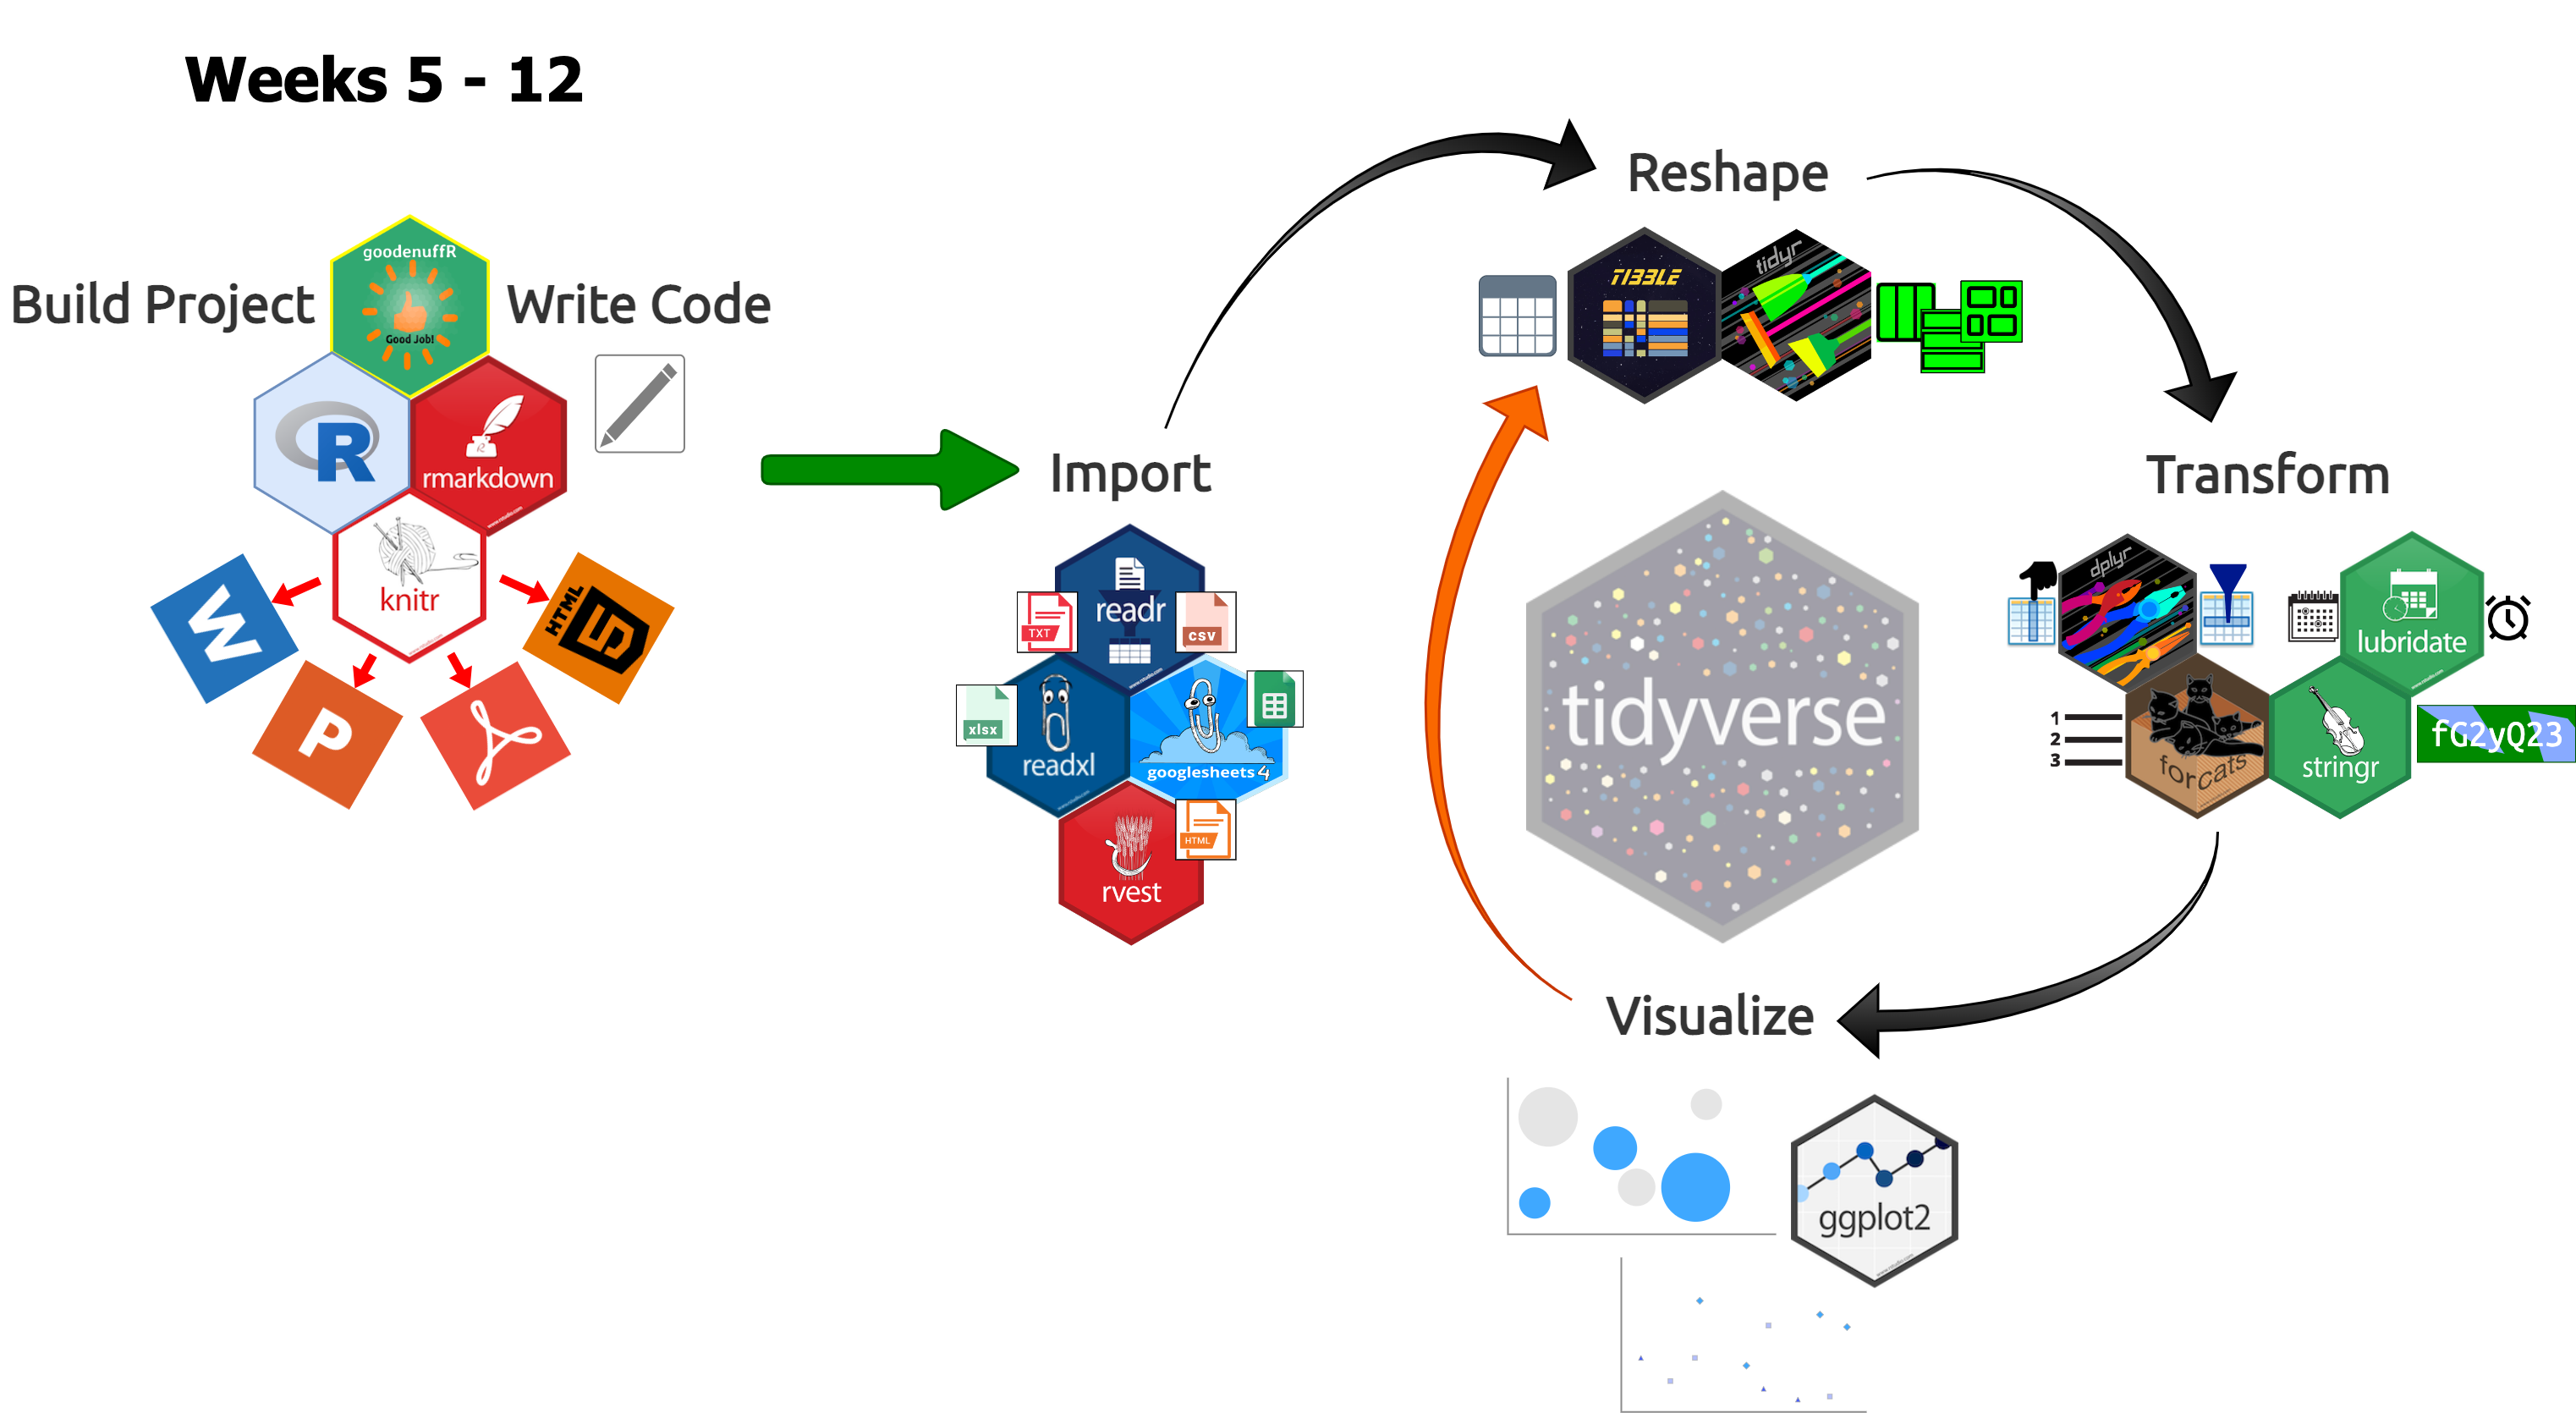 Weeks 5 - 12
Build Project
goodenuffR
Good Job!
Write Code
R
rmarkdown
knitr
W
P
HTML
5
Import
readr
TXT
csv
xlsx
readxl
googlesheets4
rvest
HTML
Reshape
TIBBLE
tidyr
Transform
dplyr
lubridate
1
2
3
forcats
stringr
fG2yQ23
tidyverse
Visualize
ggplot2